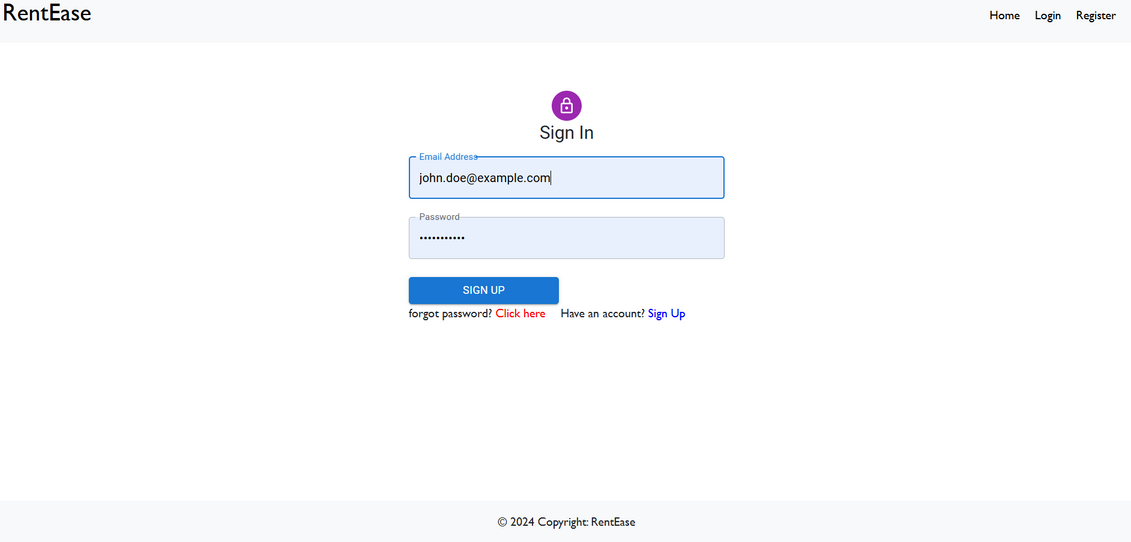 RentEase
Home Login Register
Sign In
Email Address
john.doe@example.com
Password
•••••••••••
SIGN UP
forgot password? Click here Have an account? Sign Up
© 2024 Copyright: RentEase